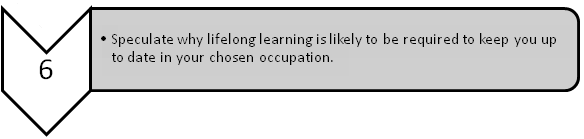 6
• Speculate why lifelong learning is likely to be required to keep you up
to date in your chosen occupation.